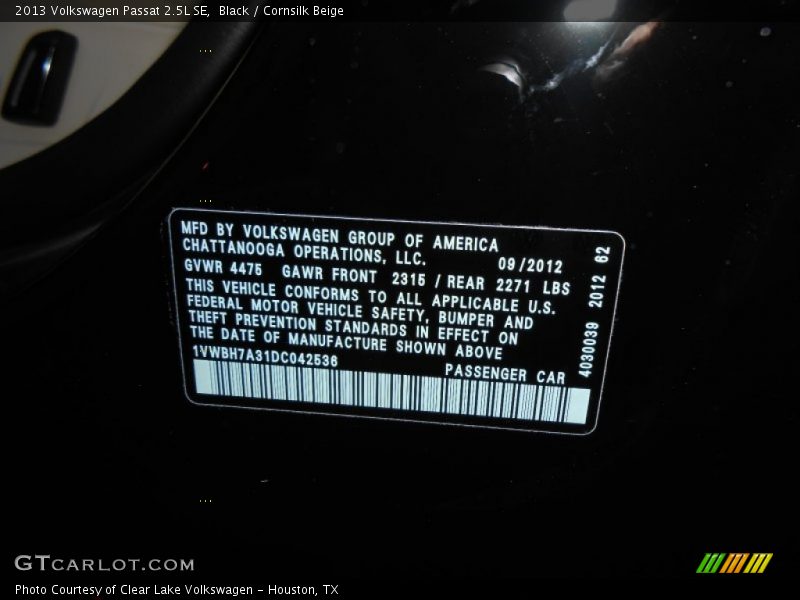 2013 Volkswagen Passat 2.5L SE,  Black / Cornsilk Beige
MFD BY VOLKSWAGEN GROUP OF AMERICA
CHATTANOOGA OPERATIONS, LLC.
09/2012
GVWR 4475 GAWR FRONT 2315 / REAR 2271 LBS
THIS VEHICLE CONFORMS TO ALL APPLICABLE U.S.
FEDERAL MOTOR VEHICLE SAFETY, BUMPER AND
THEFT PREVENTION STANDARDS IN EFFECT ON
THE DATE OF MANUFACTURE SHOWN ABOVE
1VWBH7A31DC042536
PASSENGER CAR
4030039 2012 62
GTCARLOT.COM
Photo Courtesy of Clear Lake Volkswagen - Houston, TX